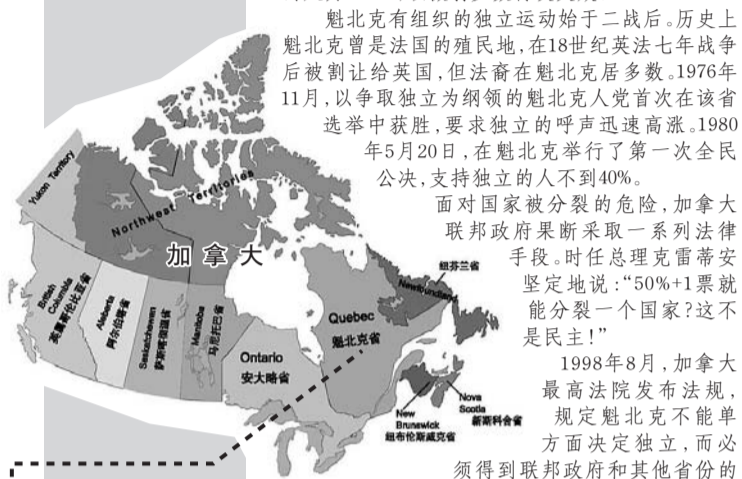 魁北克有组织的独立运动始于二战后。历史上
魁北克曾是法国的殖民地,在18世纪英法七年战争
后被割让给英国,但法裔在魁北克居多数。1976年
11月,以争取独立为纲领的魁北克人党首次在该省
选举中获胜,要求独立的呼声迅速高涨。1980
年5月20日,在魁北克举行了第一次全民
公决,支持独立的人不到40%。
面对国家被分裂的危险,加拿大
联邦政府果断采取一系列法律
手段。时任总理克雷蒂安
坚定地说:“50%+1票就
能分裂一个国家?这不
是民主!”
1998年8月,加拿大
最高法院发布法规,
规定魁北克不能单
方面决定独立,而必
须得到联邦政府和其他省份的
Yukon Territory
Northwest Territories
加拿大
British
Columbia
英属哥伦比亚省
Alberta
阿尔伯塔省
Saskatchewan
萨斯喀彻温省
Manitoba
马尼托巴省
Ontario
安大略省
Quebec
魁北克省
纽芬兰省
Newfoundland
New
Brunswick
纽布伦斯威克省
Nova
Scotia
新斯科舍省